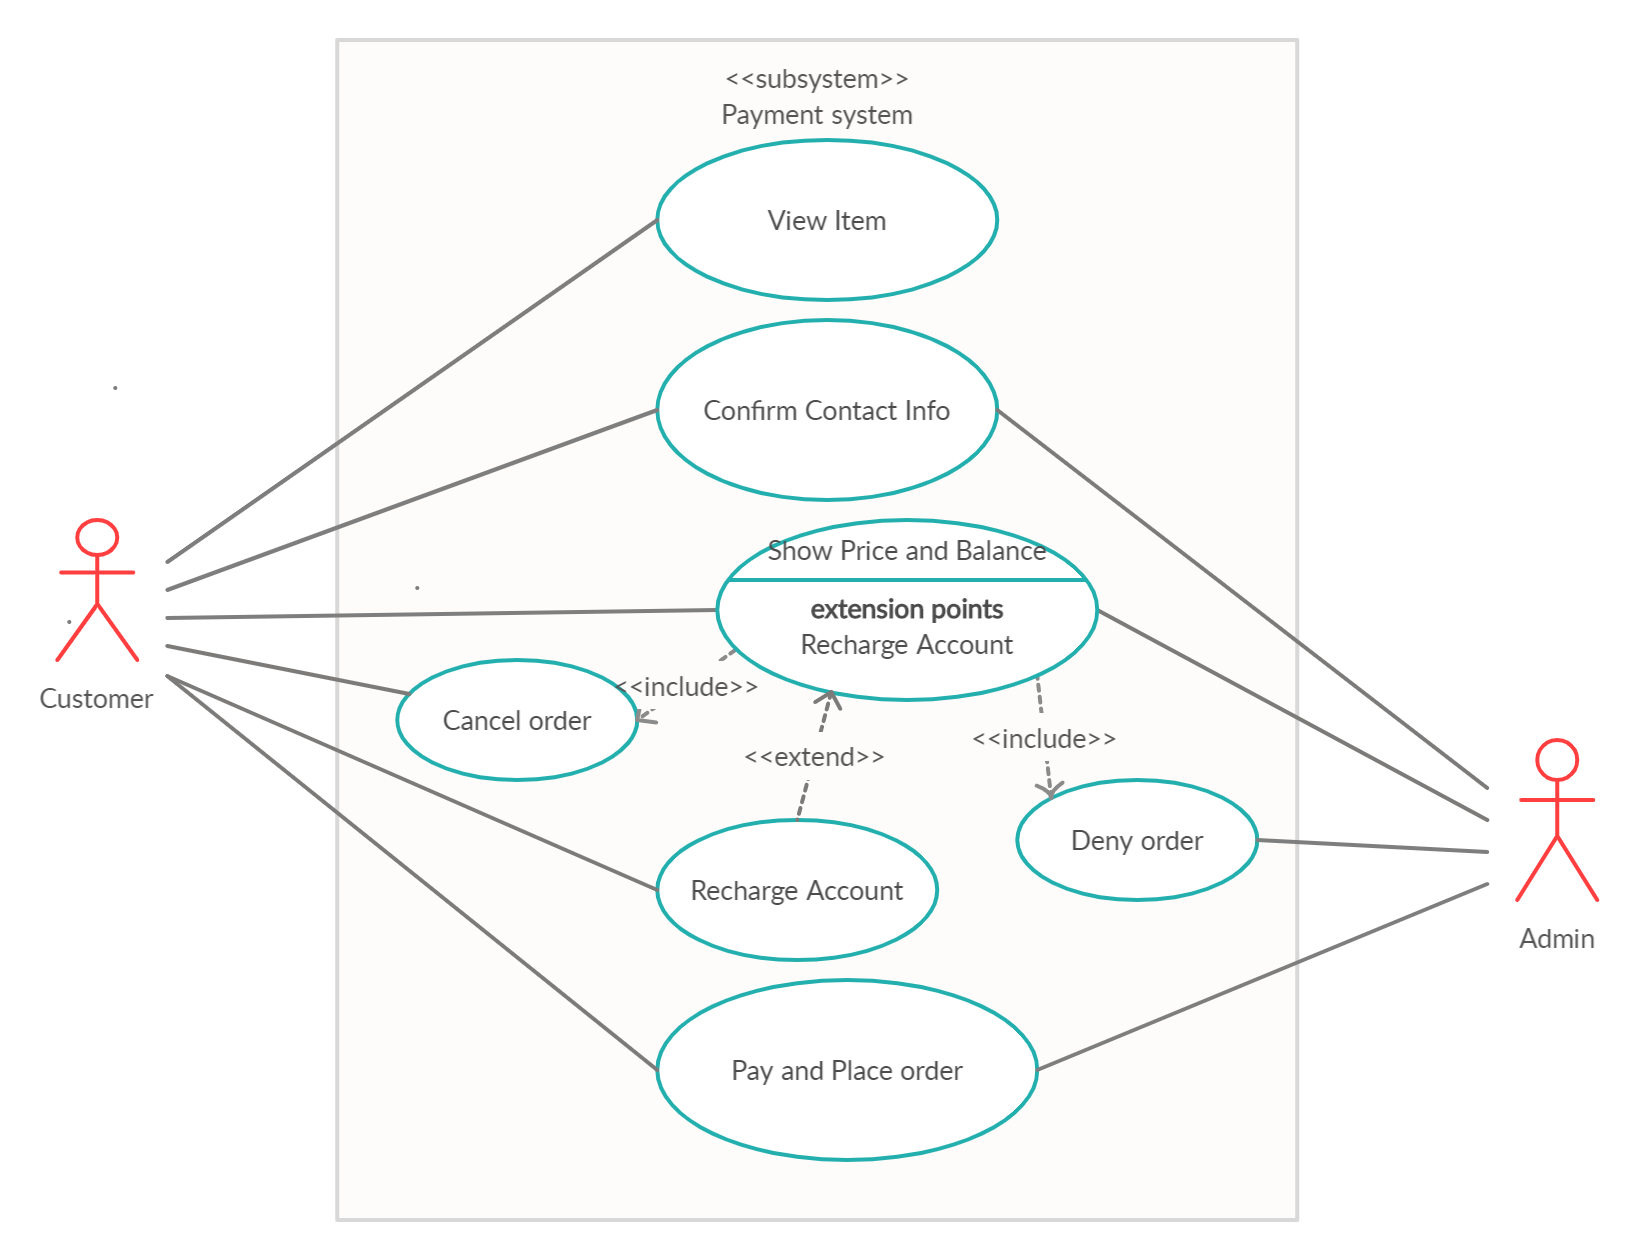 <<subsystem>>
Payment system
View Item
Confirm Contact Info
Show Price and Balance
extension points
Recharge Account
Customer
<<include>>
Cancel order
<<extend>>
<<include>>
Deny order
Recharge Account
Admin
Pay and Place order